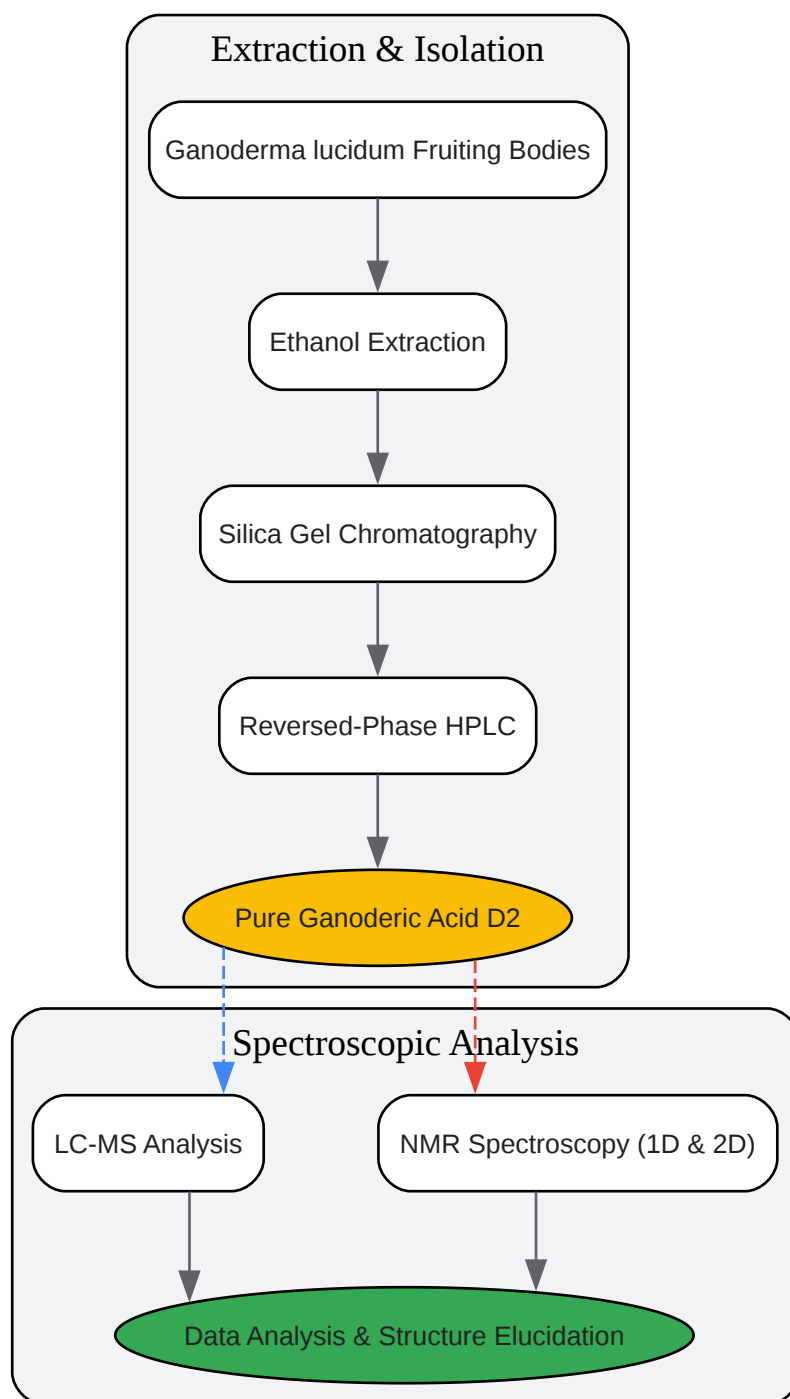 Extraction & Isolation
Ganoderma lucidum Fruiting Bodies
Ethanol Extraction
Silica Gel Chromatography
Reversed-Phase HPLC
Pure Ganoderic Acid D2
Spectroscopic Analysis
LC-MS Analysis
NMR Spectroscopy (1D & 2D)
Data Analysis & Structure Elucidation